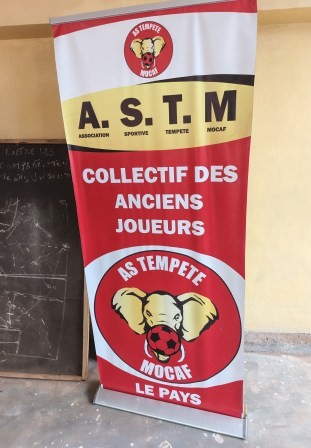 AS TEMPETE
MOCAF
A. S. T. M
ASSOCIATION SPORTIVE TEMPETE MOCAF
COLLECTIF DES
ANCIENS
JOUEURS
AS TEMPETE
MOCAF
LE PAYS